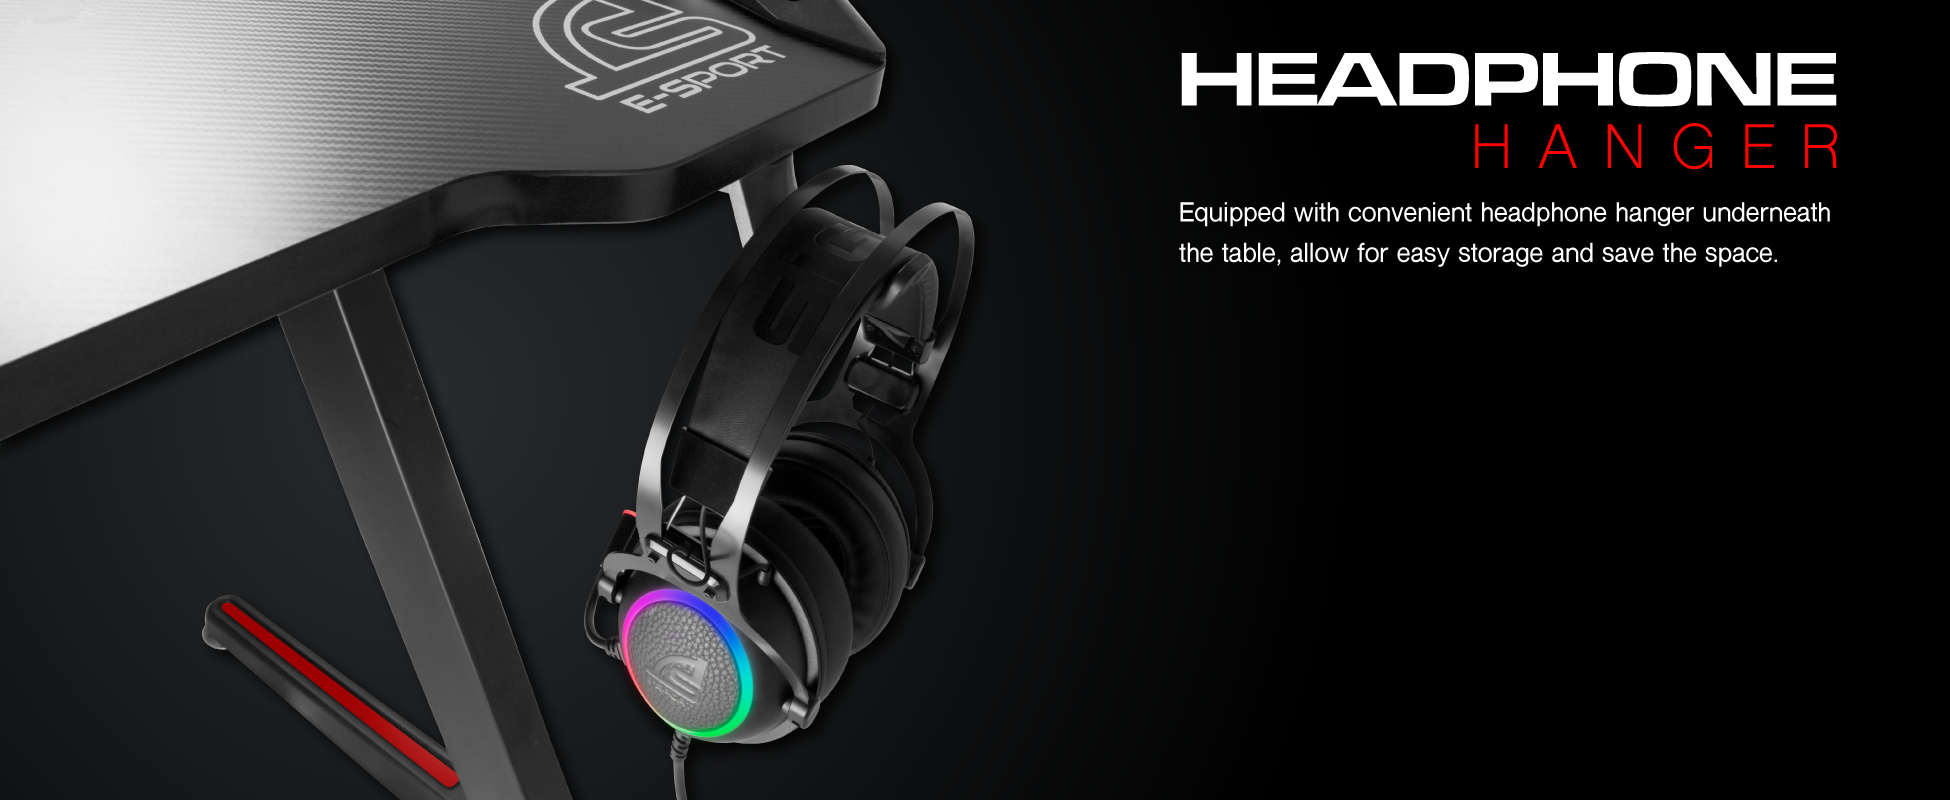 HEADPHONE
HANGER
Equipped with convenient headphone hanger underneath
the table, allow for easy storage and save the space.
E-SPORT
SIG